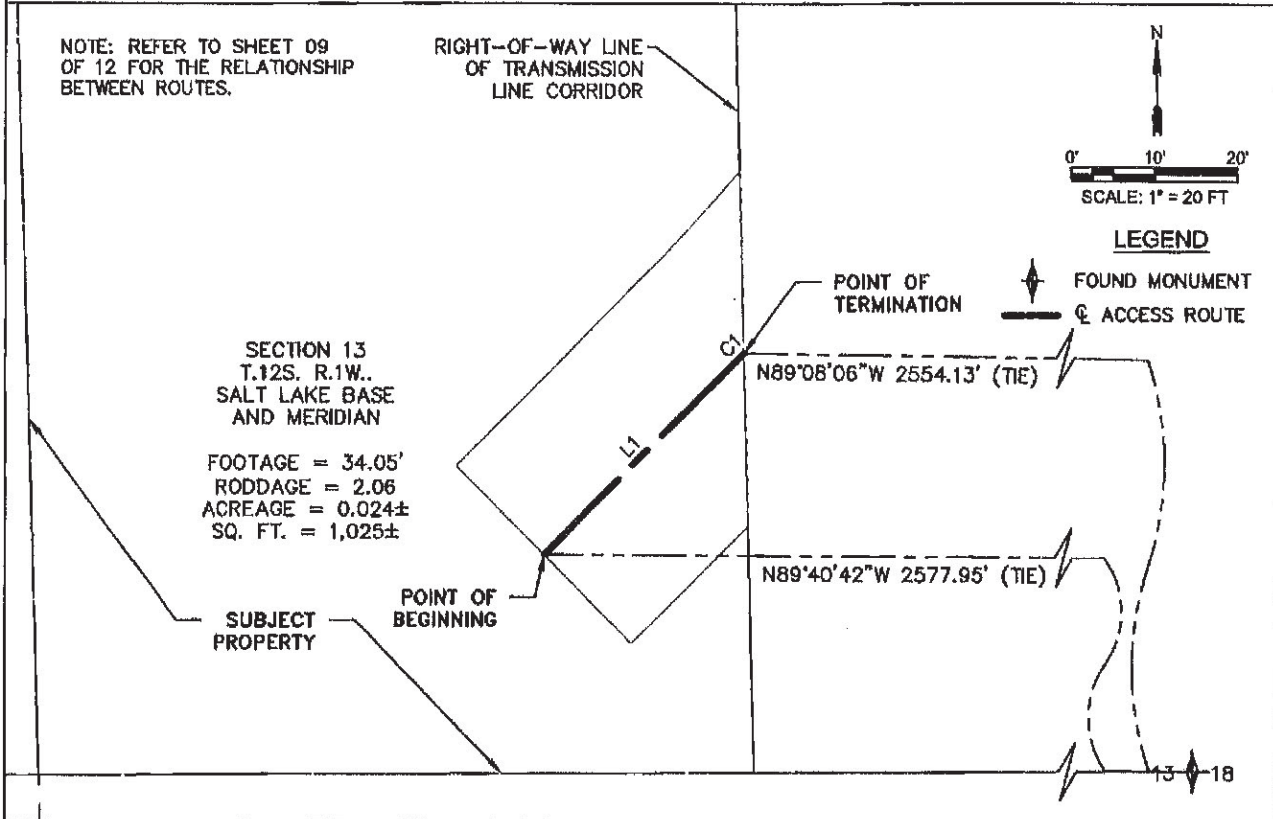 NOTE: REFER TO SHEET 09
OF 12 FOR THE RELATIONSHIP
BETWEEN ROUTES.
RIGHT-OF-WAY LINE
OF TRANSMISSION
LINE CORRIDOR
N
0' 10' 20'
SCALE: 1" = 20 FT
LEGEND
FOUND MONUMENT
℄ ACCESS ROUTE
POINT OF
TERMINATION
SECTION 13
T.12S. R.1W..
SALT LAKE BASE
AND MERIDIAN
FOOTAGE = 34.05'
RODDAGE = 2.06
ACREAGE = 0.024±
SQ. FT. = 1,025±
C1
N89°08'06"W 2554.13' (TIE)
L1
N89°40'42"W 2577.95' (TIE)
POINT OF
BEGINNING
SUBJECT
PROPERTY
13 18